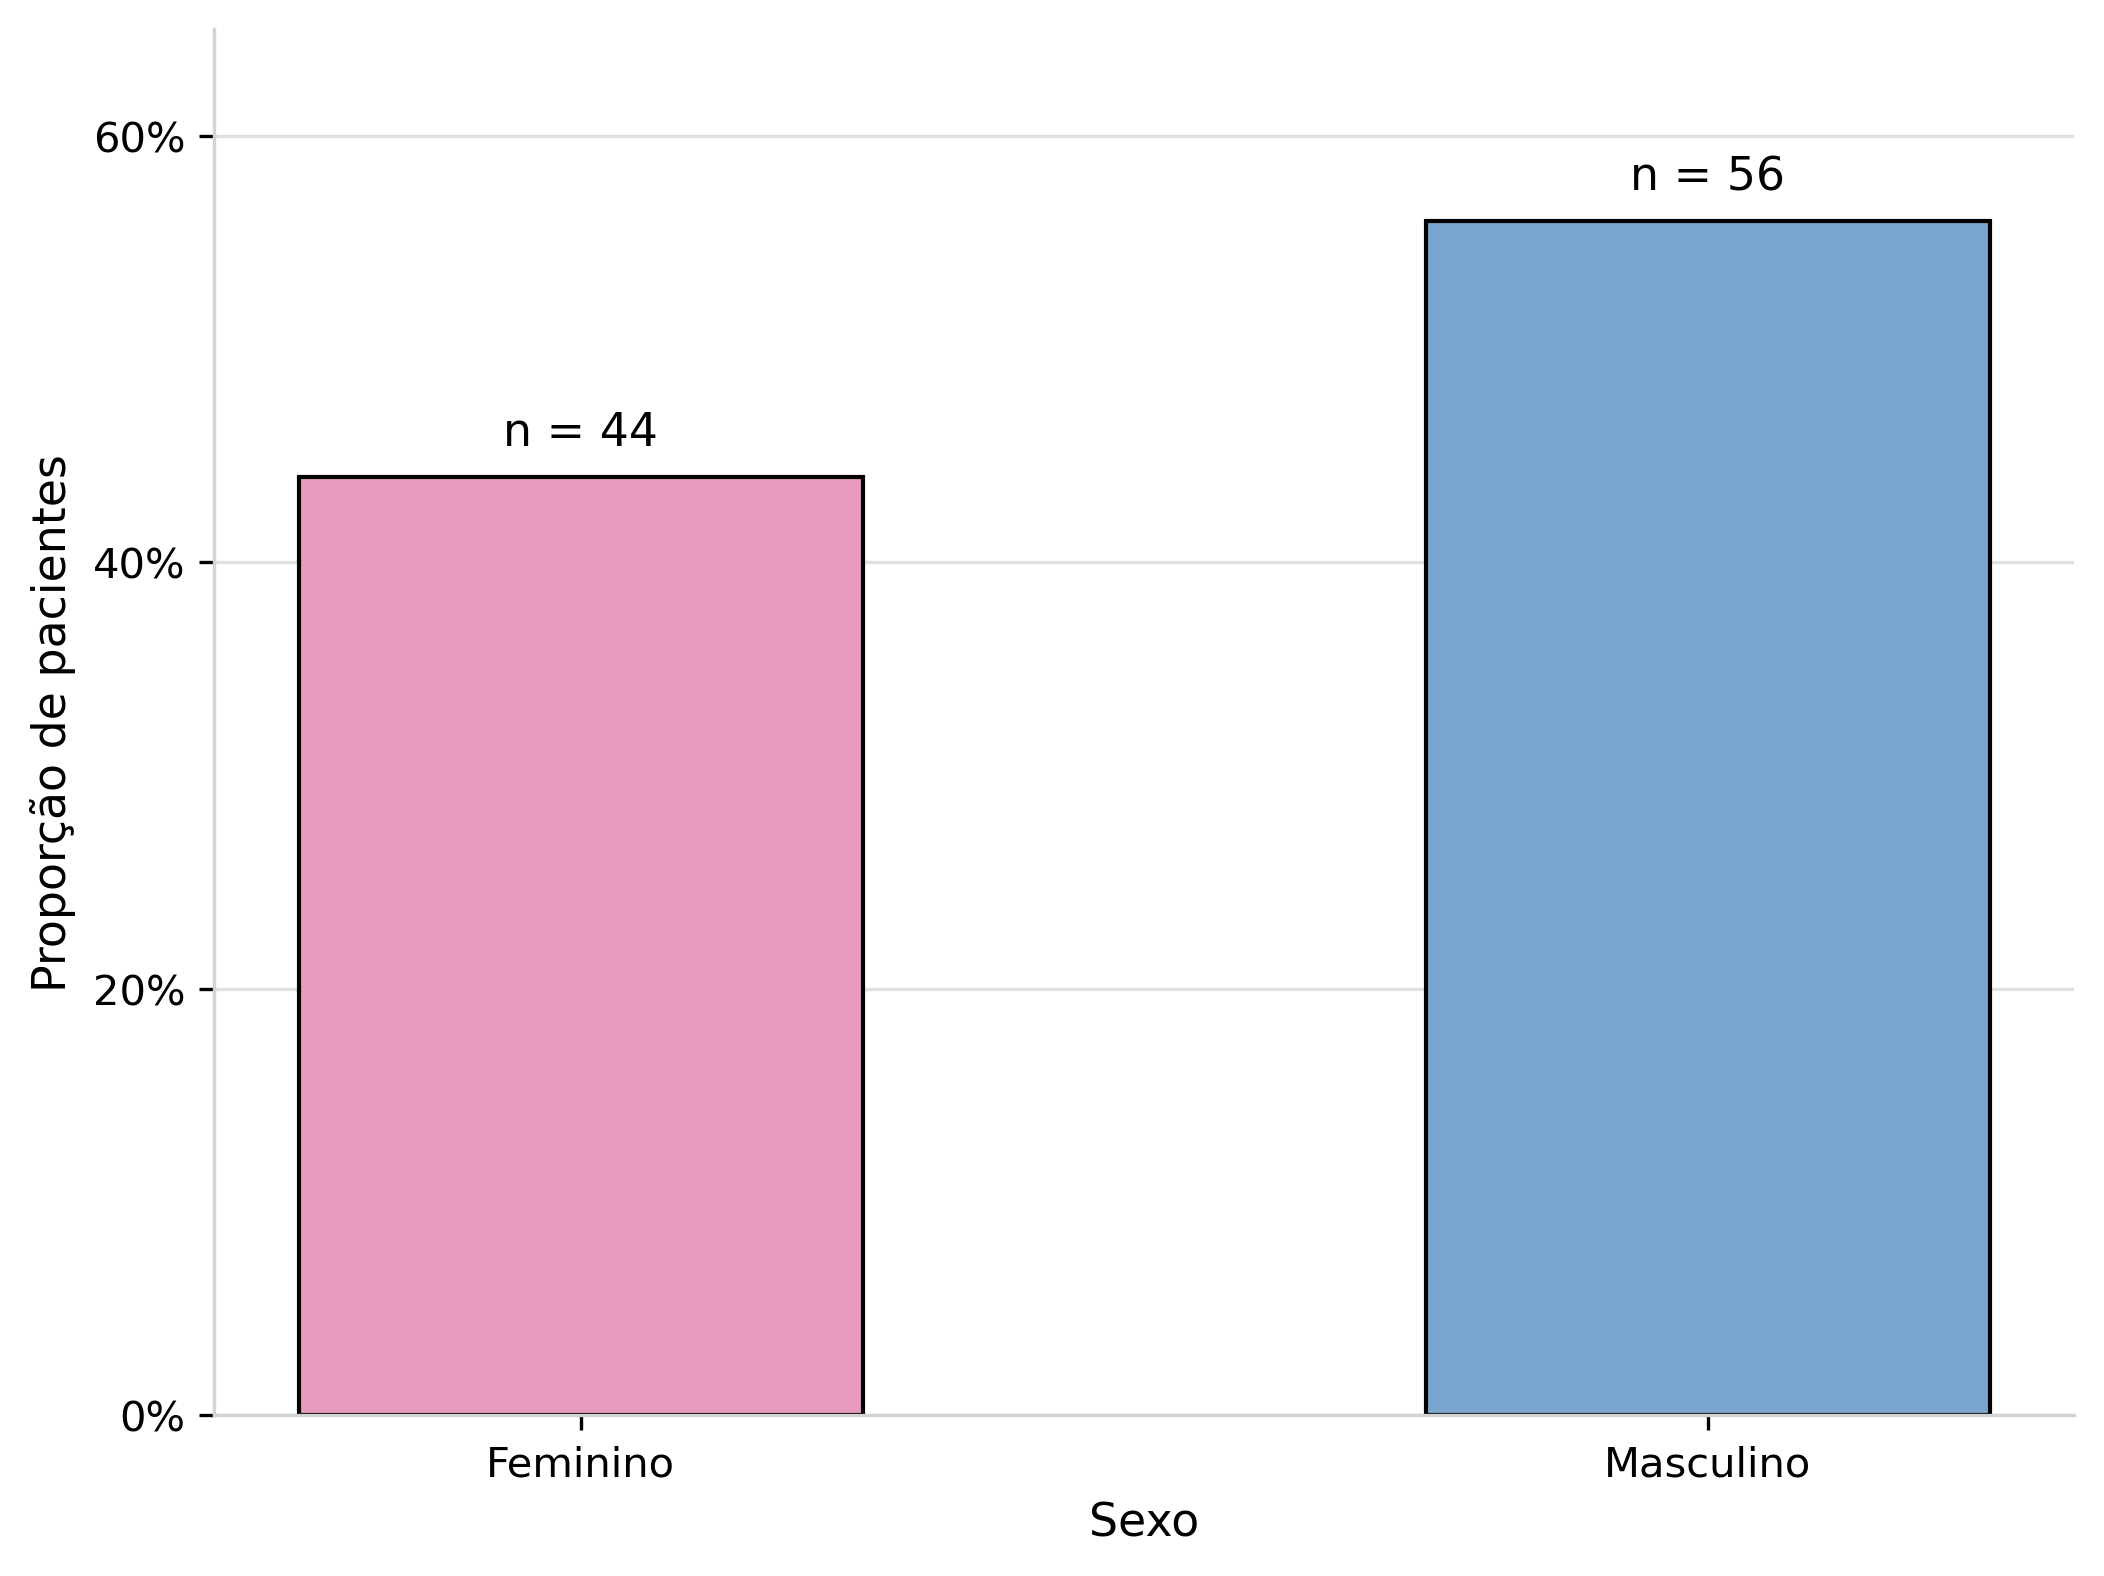 60%
n = 56
n = 44
40%
Proporção de pacientes
20%
0%
Feminino
Masculino
Sexo